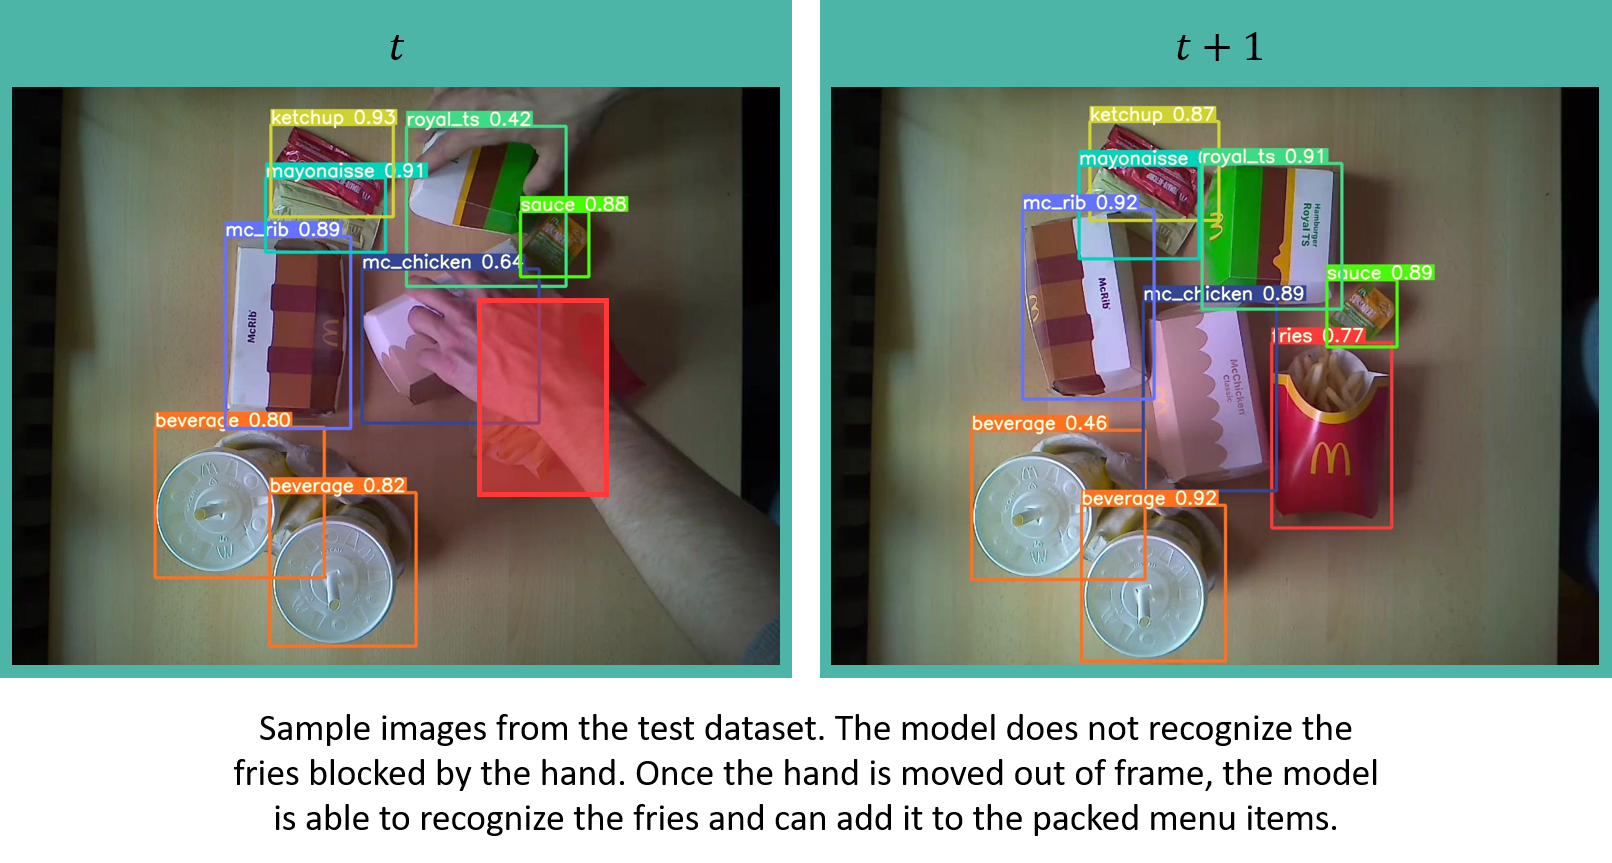 t
t + 1
ketchup 0.93
royal_ts 0.42
mayonaisse 0.91
sauce 0.88
mc_rib 0.89
mc_chicken 0.64
McRib
beverage 0.80
beverage 0.82
ketchup 0.87
mayonaisse
royal_ts 0.91
mc_rib 0.92
Hamburger
Royal TS
sauce 0.89
mc_chicken 0.89
McRib
fries 0.77
McChicken
Classic
beverage 0.46
beverage 0.92
Sample images from the test dataset. The model does not recognize the
fries blocked by the hand. Once the hand is moved out of frame, the model
is able to recognize the fries and can add it to the packed menu items.